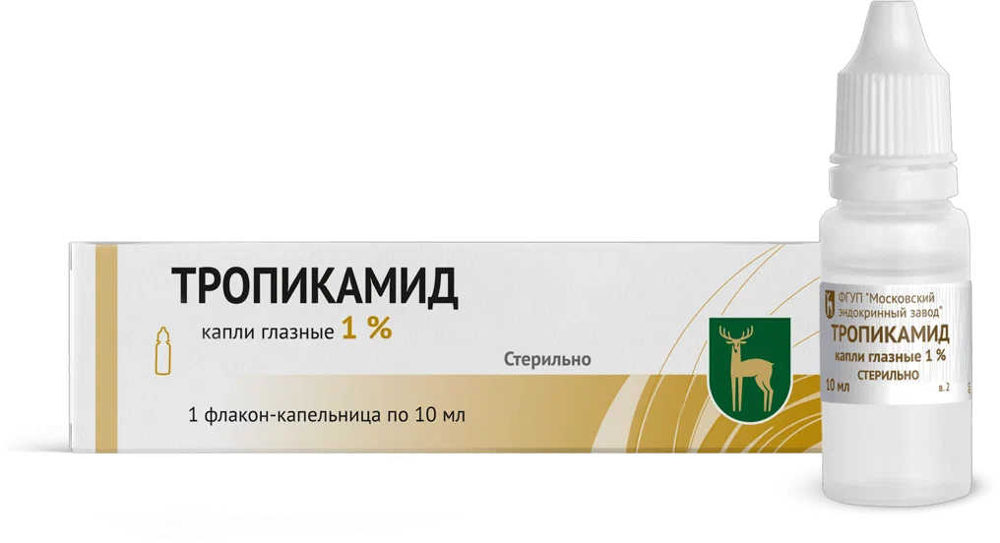 ТРОПИКАМИД
капли глазные 1 %
Стерильно
1 флакон-капельница по 10 мл
ФГУП "Московский
эндокринный завод"
ТРОПИКАМИД
капли глазные 1 %
СТЕРИЛЬНО
10 мл
в. 2